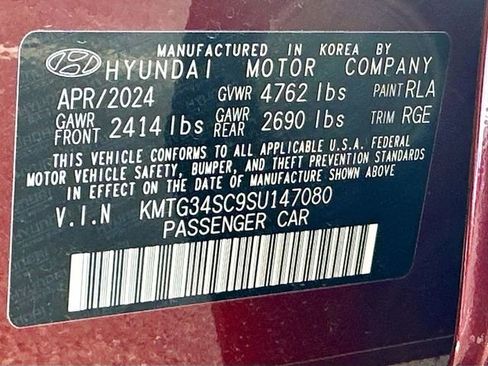 MANUFACTURED IN KOREA BY
HYUNDAI MOTOR COMPANY
APR/2024 GVWR 4762 lbs PAINT RLA
GAWR FRONT 2414 lbs GAWR REAR 2690 lbs TRIM RGE
THIS VEHICLE CONFORMS TO ALL APPLICABLE U.S.A. FEDERAL
MOTOR VEHICLE SAFETY, BUMPER, AND THEFT PREVENTION STANDARDS
IN EFFECT ON THE DATE OF MANUFACTURE SHOWN ABOVE.
V.I.N KMTG34SC9SU147080
PASSENGER CAR